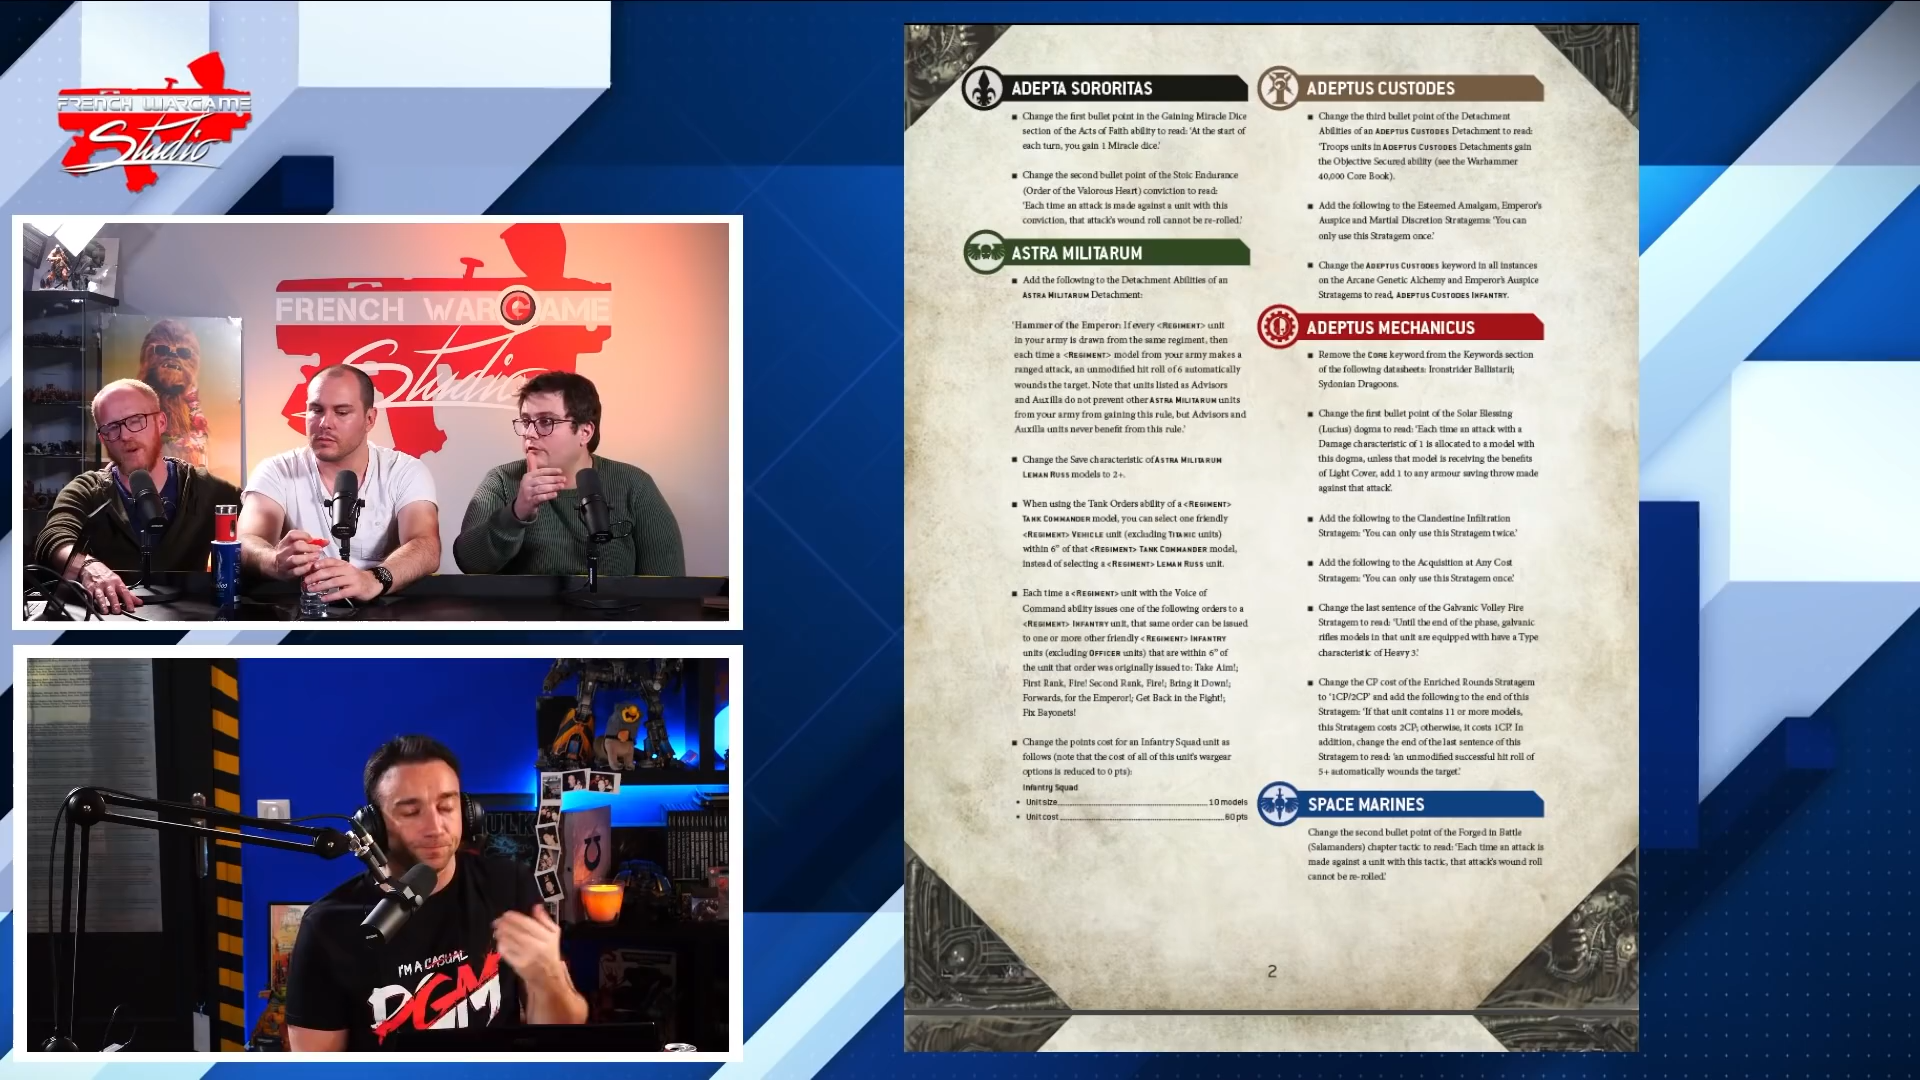 FRENCH WARGAME
Studio
FRENCH WARGAME
Studio
I'M A CASUAL
PGM
ADEPTA SORORITAS
■ Change the first bullet point in the Gaining Miracle Dice
section of the Acts of Faith ability to read: 'At the start of
each turn, you gain 1 Miracle dice.'
■ Change the second bullet point of the Stoic Endurance
(Order of the Valorous Heart) conviction to read:
'Each time an attack is made against a unit with this
conviction, that attack's wound roll cannot be re-rolled.'
ASTRA MILITARUM
■ Add the following to the Detachment Abilities of an
ASTRA MILITARUM Detachment:
'Hammer of the Emperor: If every <REGIMENT> unit
in your army is drawn from the same regiment, then
each time a <REGIMENT> model from your army makes a
ranged attack, an unmodified hit roll of 6 automatically
wounds the target. Note that units listed as Advisors
and Auxilla do not prevent other ASTRA MILITARUM units
from your army from gaining this rule, but Advisors and
Auxilla units never benefit from this rule.'
■ Change the Save characteristic of ASTRA MILITARUM
LEMAN RUSS models to 2+.
■ When using the Tank Orders ability of a <REGIMENT>
TANK COMMANDER model, you can select one friendly
<REGIMENT> VEHICLE unit (excluding TITANIC units)
within 6" of that <REGIMENT> TANK COMMANDER model,
instead of selecting a <REGIMENT> LEMAN RUSS unit.
■ Each time a <REGIMENT> unit with the Voice of
Command ability issues one of the following orders to a
<REGIMENT> INFANTRY unit, that same order can be issued
to one or more other friendly <REGIMENT> INFANTRY
units (excluding OFFICER units) that are within 6" of
the unit that order was originally issued to: Take Aim!;
First Rank, Fire! Second Rank, Fire!; Bring it Down!;
Forwards, for the Emperor!; Get Back in the Fight!;
Fix Bayonets!
■ Change the points cost for an Infantry Squad unit as
follows (note that the cost of all of this unit's wargear
options is reduced to 0 pts):
Infantry Squad
• Unit size 10 models
• Unit cost 60 pts
ADEPTUS CUSTODES
■ Change the third bullet point of the Detachment
Abilities of an ADEPTUS CUSTODES Detachment to read:
'Troops units in ADEPTUS CUSTODES Detachments gain
the Objective Secured ability (see the Warhammer
40,000 Core Book).
■ Add the following to the Esteemed Amalgam, Emperor's
Auspice and Martial Discretion Stratagems: 'You can
only use this Stratagem once.'
■ Change the ADEPTUS CUSTODES keyword in all instances
on the Arcane Genetic Alchemy and Emperor's Auspice
Stratagems to read, ADEPTUS CUSTODES INFANTRY.
ADEPTUS MECHANICUS
■ Remove the CORE keyword from the Keywords section
of the following datasheets: Ironstrider Ballistarii;
Sydonian Dragoons.
■ Change the first bullet point of the Solar Blessing
(Lucius) dogma to read: 'Each time an attack with a
Damage characteristic of 1 is allocated to a model with
this dogma, unless that model is receiving the benefits
of Light Cover, add 1 to any armour saving throw made
against that attack'.
■ Add the following to the Clandestine Infiltration
Stratagem: 'You can only use this Stratagem twice.'
■ Add the following to the Acquisition at Any Cost
Stratagem: 'You can only use this Stratagem once.'
■ Change the last sentence of the Galvanic Volley Fire
Stratagem to read: 'Until the end of the phase, galvanic
rifles models in that unit are equipped with have a Type
characteristic of Heavy 3.'
■ Change the CP cost of the Enriched Rounds Stratagem
to '1CP/2CP' and add the following to the end of this
Stratagem: 'If that unit contains 11 or more models,
this Stratagem costs 2CP; otherwise, it costs 1CP.' In
addition, change the end of the last sentence of this
Stratagem to read: 'an unmodified successful hit roll of
5+ automatically wounds the target.'
SPACE MARINES
Change the second bullet point of the Forged in Battle
(Salamanders) chapter tactic to read: 'Each time an attack is
made against a unit with this tactic, that attack's wound roll
cannot be re-rolled.'
2